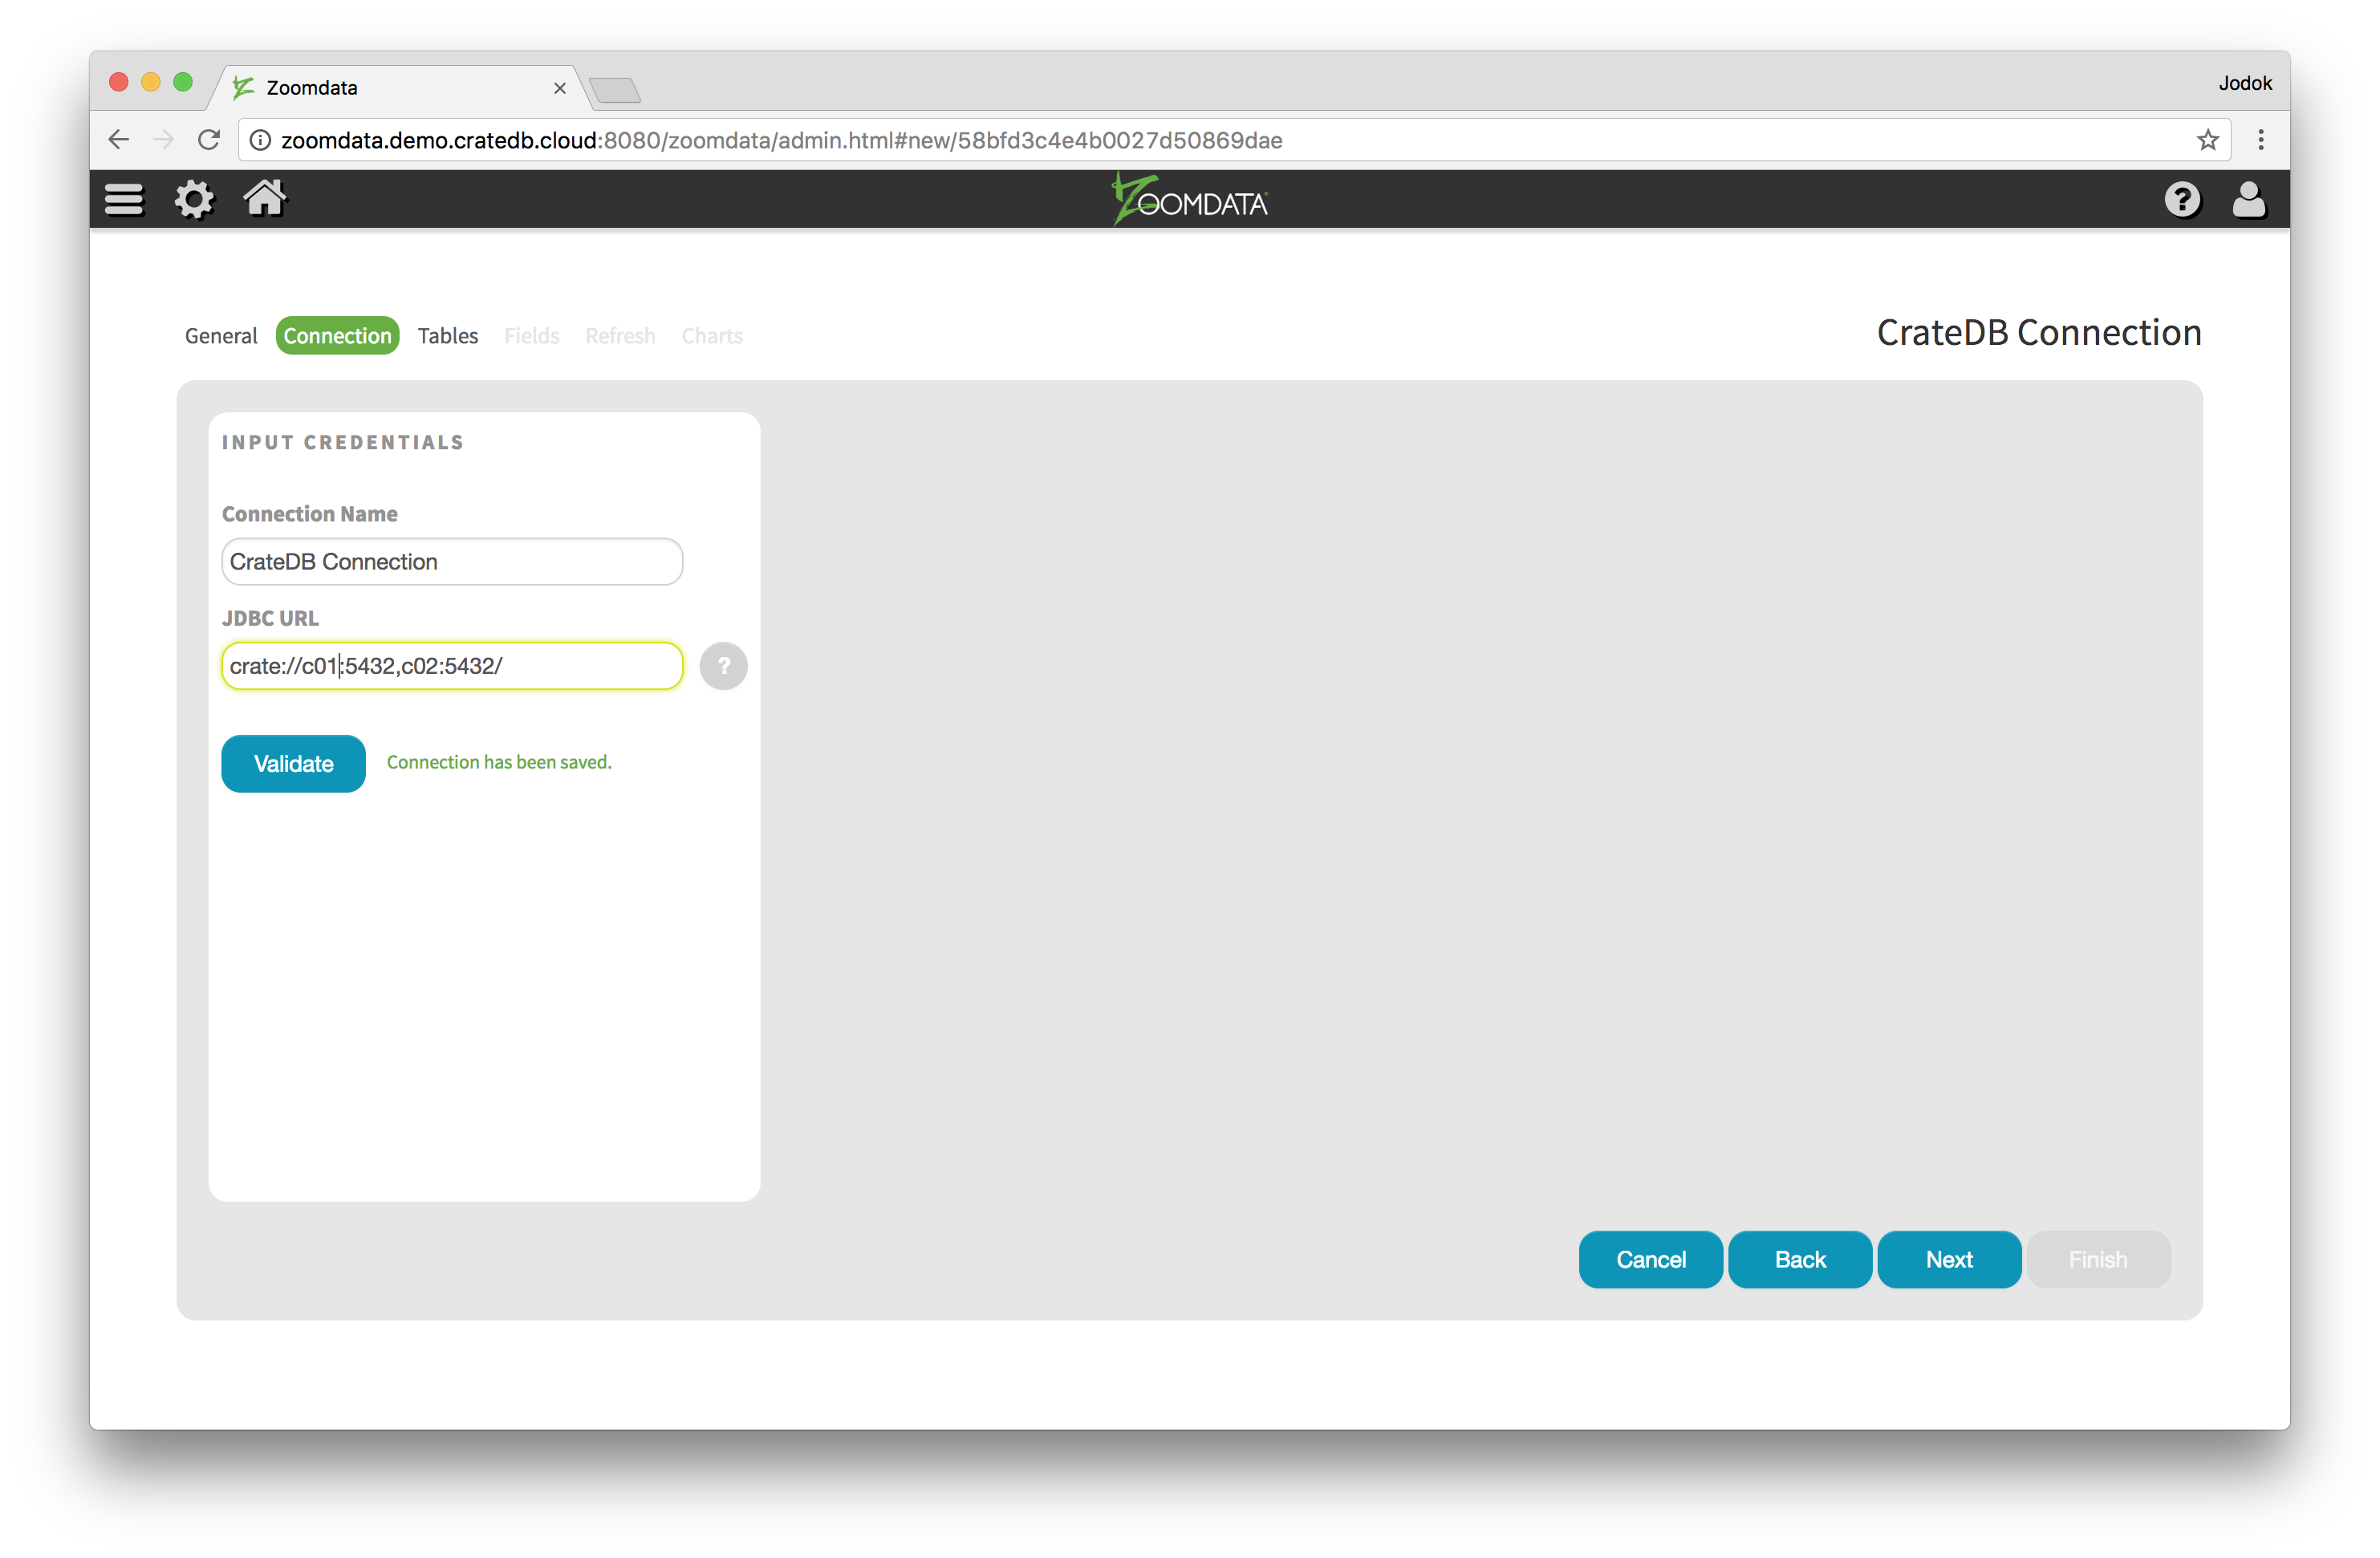 Zoomdata
Jodok
zoomdata.demo.cratedb.cloud:8080/zoomdata/admin.html#new/58bfd3c4e4b0027d50869dae
ZOOMDATA
General Connection Tables Fields Refresh Charts
CrateDB Connection
INPUT CREDENTIALS
Connection Name
CrateDB Connection
JDBC URL
crate://c01:5432,c02:5432/
?
Validate
Connection has been saved.
Cancel Back Next Finish